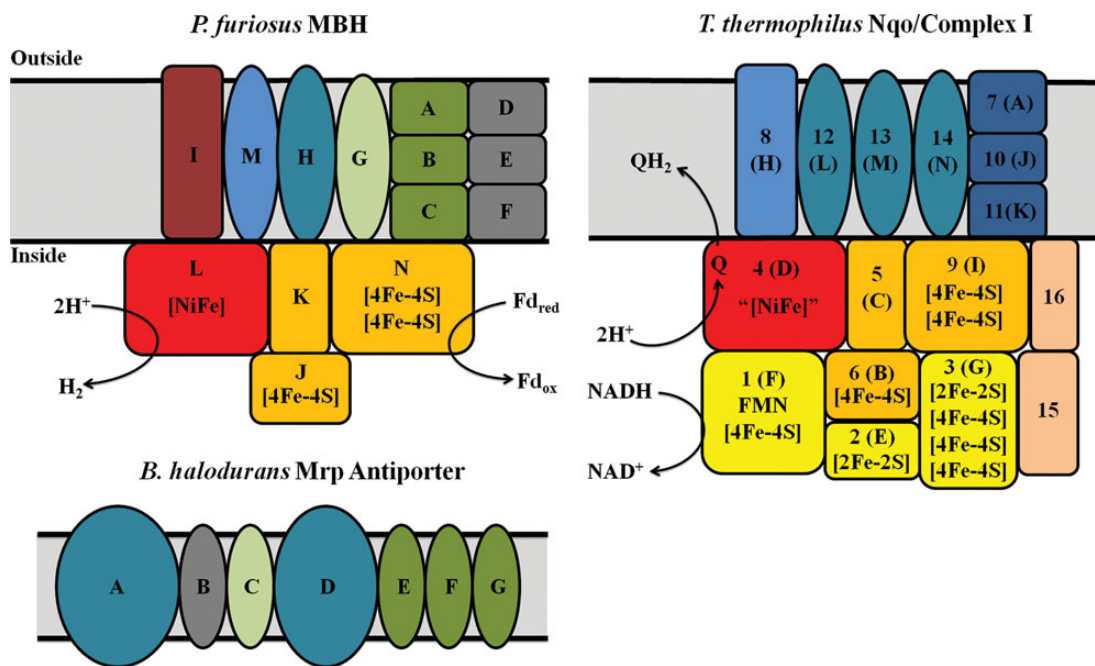 P. furiosus MBH
Outside
I
M
H
G
A
D
B
E
C
F
Inside
L
[NiFe]
K
N
[4Fe-4S]
[4Fe-4S]
2H⁺
H₂
Fd_red
Fd_ox
J
[4Fe-4S]
B. halodurans Mrp Antiporter
A
B
C
D
E
F
G
T. thermophilus Nqo/Complex I
QH₂
8
(H)
12
(L)
13
(M)
14
(N)
7 (A)
10 (J)
11(K)
Q
4 (D)
“[NiFe]”
5
(C)
9 (I)
[4Fe-4S]
[4Fe-4S]
16
2H⁺
NADH
NAD⁺
1 (F)
FMN
[4Fe-4S]
6 (B)
[4Fe-4S]
2 (E)
[2Fe-2S]
3 (G)
[2Fe-2S]
[4Fe-4S]
[4Fe-4S]
[4Fe-4S]
15